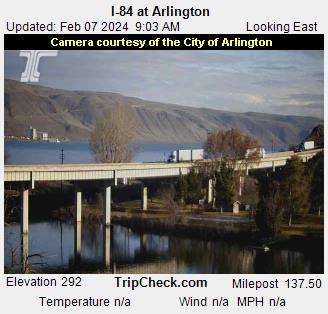 I-84 at Arlington
Updated: Feb 07 2024 9:03 AM Looking East
Camera courtesy of the City of Arlington
Elevation 292 TripCheck.com Milepost 137.50
Temperature n/a Wind n/a MPH n/a